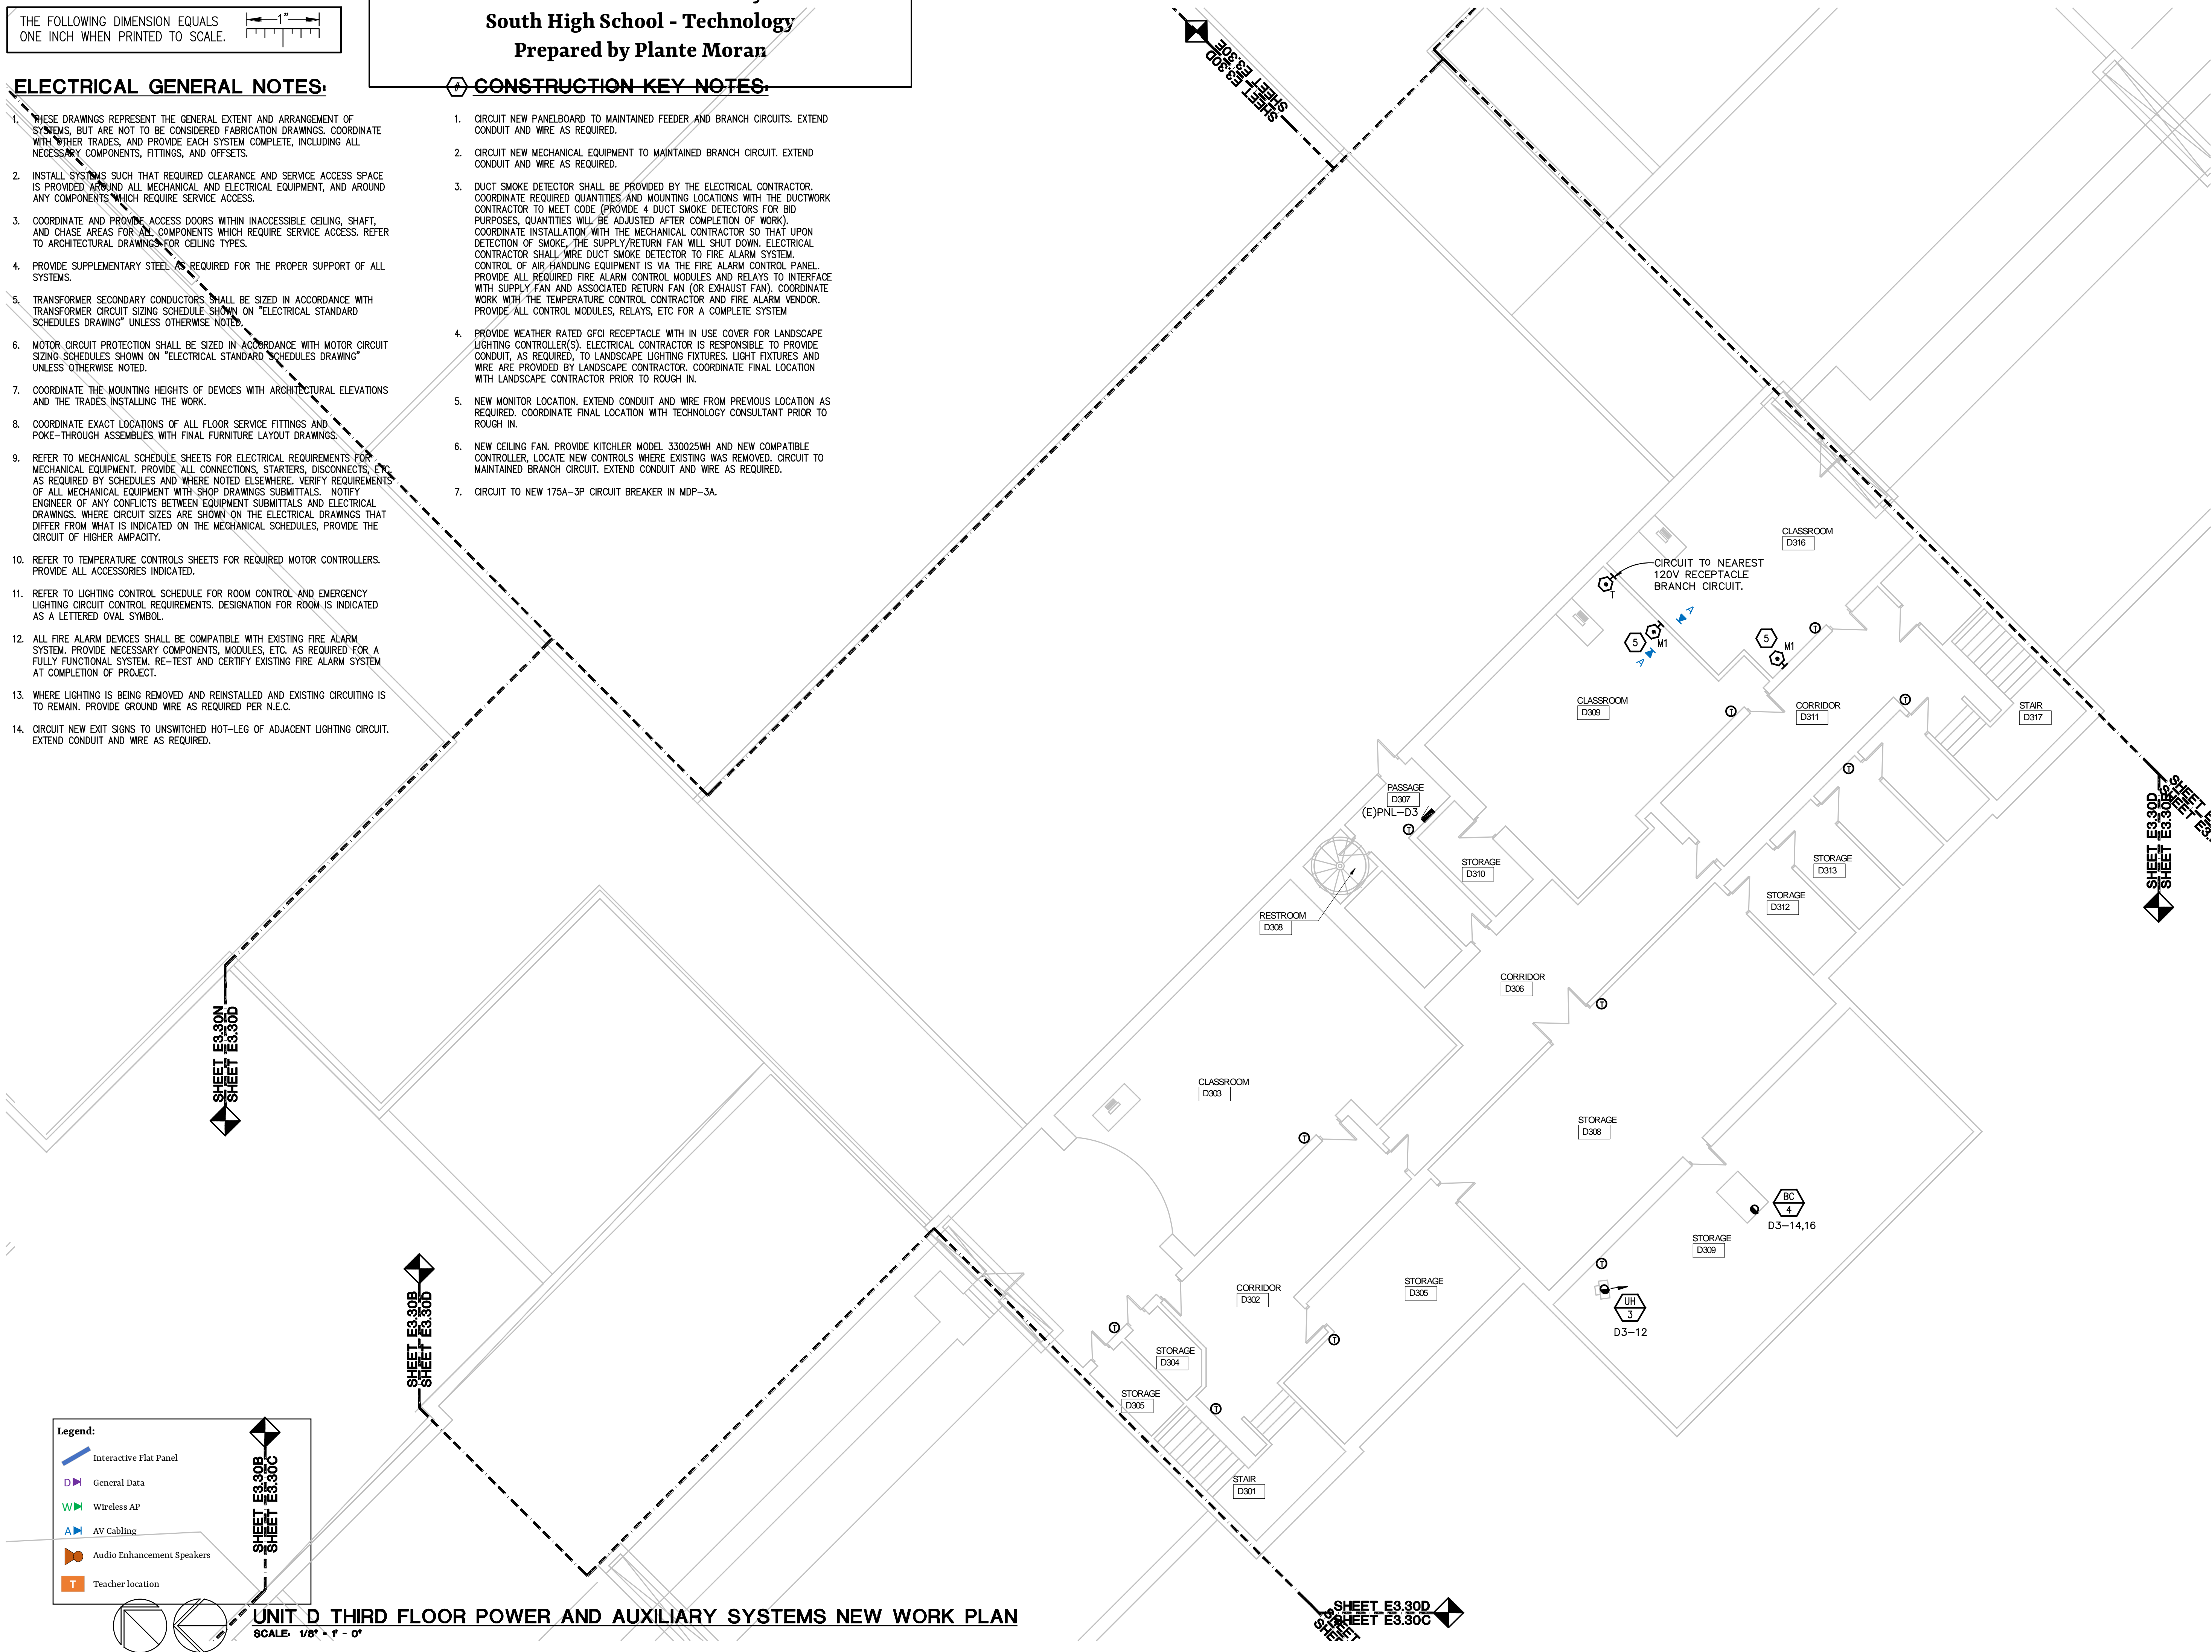 THE FOLLOWING DIMENSION EQUALS
ONE INCH WHEN PRINTED TO SCALE.
1"
South High School - Technology
Prepared by Plante Moran
ELECTRICAL GENERAL NOTES:
1. THESE DRAWINGS REPRESENT THE GENERAL EXTENT AND ARRANGEMENT OF
SYSTEMS, BUT ARE NOT TO BE CONSIDERED FABRICATION DRAWINGS. COORDINATE
WITH OTHER TRADES, AND PROVIDE EACH SYSTEM COMPLETE, INCLUDING ALL
NECESSARY COMPONENTS, FITTINGS, AND OFFSETS.
2. INSTALL SYSTEMS SUCH THAT REQUIRED CLEARANCE AND SERVICE ACCESS SPACE
IS PROVIDED AROUND ALL MECHANICAL AND ELECTRICAL EQUIPMENT, AND AROUND
ANY COMPONENTS WHICH REQUIRE SERVICE ACCESS.
3. COORDINATE AND PROVIDE ACCESS DOORS WITHIN INACCESSIBLE CEILING, SHAFT,
AND CHASE AREAS FOR ALL COMPONENTS WHICH REQUIRE SERVICE ACCESS. REFER
TO ARCHITECTURAL DRAWINGS FOR CEILING TYPES.
4. PROVIDE SUPPLEMENTARY STEEL AS REQUIRED FOR THE PROPER SUPPORT OF ALL
SYSTEMS.
5. TRANSFORMER SECONDARY CONDUCTORS SHALL BE SIZED IN ACCORDANCE WITH
TRANSFORMER CIRCUIT SIZING SCHEDULE SHOWN ON "ELECTRICAL STANDARD
SCHEDULES DRAWING" UNLESS OTHERWISE NOTED.
6. MOTOR CIRCUIT PROTECTION SHALL BE SIZED IN ACCORDANCE WITH MOTOR CIRCUIT
SIZING SCHEDULES SHOWN ON "ELECTRICAL STANDARD SCHEDULES DRAWING"
UNLESS OTHERWISE NOTED.
7. COORDINATE THE MOUNTING HEIGHTS OF DEVICES WITH ARCHITECTURAL ELEVATIONS
AND THE TRADES INSTALLING THE WORK.
8. COORDINATE EXACT LOCATIONS OF ALL FLOOR SERVICE FITTINGS AND
POKE-THROUGH ASSEMBLIES WITH FINAL FURNITURE LAYOUT DRAWINGS.
9. REFER TO MECHANICAL SCHEDULE SHEETS FOR ELECTRICAL REQUIREMENTS FOR
MECHANICAL EQUIPMENT. PROVIDE ALL CONNECTIONS, STARTERS, DISCONNECTS, ETC.
AS REQUIRED BY SCHEDULES AND WHERE NOTED ELSEWHERE. VERIFY REQUIREMENTS
OF ALL MECHANICAL EQUIPMENT WITH SHOP DRAWINGS SUBMITTALS. NOTIFY
ENGINEER OF ANY CONFLICTS BETWEEN EQUIPMENT SUBMITTALS AND ELECTRICAL
DRAWINGS. WHERE CIRCUIT SIZES ARE SHOWN ON THE ELECTRICAL DRAWINGS THAT
DIFFER FROM WHAT IS INDICATED ON THE MECHANICAL SCHEDULES, PROVIDE THE
CIRCUIT OF HIGHER AMPACITY.
10. REFER TO TEMPERATURE CONTROLS SHEETS FOR REQUIRED MOTOR CONTROLLERS.
PROVIDE ALL ACCESSORIES INDICATED.
11. REFER TO LIGHTING CONTROL SCHEDULE FOR ROOM CONTROL AND EMERGENCY
LIGHTING CIRCUIT CONTROL REQUIREMENTS. DESIGNATION FOR ROOM IS INDICATED
AS A LETTERED OVAL SYMBOL.
12. ALL FIRE ALARM DEVICES SHALL BE COMPATIBLE WITH EXISTING FIRE ALARM
SYSTEM. PROVIDE NECESSARY COMPONENTS, MODULES, ETC. AS REQUIRED FOR A
FULLY FUNCTIONAL SYSTEM. RE-TEST AND CERTIFY EXISTING FIRE ALARM SYSTEM
AT COMPLETION OF PROJECT.
13. WHERE LIGHTING IS BEING REMOVED AND REINSTALLED AND EXISTING CIRCUITING IS
TO REMAIN. PROVIDE GROUND WIRE AS REQUIRED PER N.E.C.
14. CIRCUIT NEW EXIT SIGNS TO UNSWITCHED HOT-LEG OF ADJACENT LIGHTING CIRCUIT.
EXTEND CONDUIT AND WIRE AS REQUIRED.
# CONSTRUCTION KEY NOTES:
1. CIRCUIT NEW PANELBOARD TO MAINTAINED FEEDER AND BRANCH CIRCUITS. EXTEND
CONDUIT AND WIRE AS REQUIRED.
2. CIRCUIT NEW MECHANICAL EQUIPMENT TO MAINTAINED BRANCH CIRCUIT. EXTEND
CONDUIT AND WIRE AS REQUIRED.
3. DUCT SMOKE DETECTOR SHALL BE PROVIDED BY THE ELECTRICAL CONTRACTOR.
COORDINATE REQUIRED QUANTITIES AND MOUNTING LOCATIONS WITH THE DUCTWORK
CONTRACTOR TO MEET CODE (PROVIDE 4 DUCT SMOKE DETECTORS FOR BID
PURPOSES, QUANTITIES WILL BE ADJUSTED AFTER COMPLETION OF WORK).
COORDINATE INSTALLATION WITH THE MECHANICAL CONTRACTOR SO THAT UPON
DETECTION OF SMOKE, THE SUPPLY/RETURN FAN WILL SHUT DOWN. ELECTRICAL
CONTRACTOR SHALL WIRE DUCT SMOKE DETECTOR TO FIRE ALARM SYSTEM.
CONTROL OF AIR HANDLING EQUIPMENT IS VIA THE FIRE ALARM CONTROL PANEL.
PROVIDE ALL REQUIRED FIRE ALARM CONTROL MODULES AND RELAYS TO INTERFACE
WITH SUPPLY FAN AND ASSOCIATED RETURN FAN (OR EXHAUST FAN). COORDINATE
WORK WITH THE TEMPERATURE CONTROL CONTRACTOR AND FIRE ALARM VENDOR.
PROVIDE ALL CONTROL MODULES, RELAYS, ETC FOR A COMPLETE SYSTEM
4. PROVIDE WEATHER RATED GFCI RECEPTACLE WITH IN USE COVER FOR LANDSCAPE
LIGHTING CONTROLLER(S). ELECTRICAL CONTRACTOR IS RESPONSIBLE TO PROVIDE
CONDUIT, AS REQUIRED, TO LANDSCAPE LIGHTING FIXTURES. LIGHT FIXTURES AND
WIRE ARE PROVIDED BY LANDSCAPE CONTRACTOR. COORDINATE FINAL LOCATION
WITH LANDSCAPE CONTRACTOR PRIOR TO ROUGH IN.
5. NEW MONITOR LOCATION. EXTEND CONDUIT AND WIRE FROM PREVIOUS LOCATION AS
REQUIRED. COORDINATE FINAL LOCATION WITH TECHNOLOGY CONSULTANT PRIOR TO
ROUGH IN.
6. NEW CEILING FAN. PROVIDE KITCHLER MODEL 330025WH AND NEW COMPATIBLE
CONTROLLER, LOCATE NEW CONTROLS WHERE EXISTING WAS REMOVED. CIRCUIT TO
MAINTAINED BRANCH CIRCUIT. EXTEND CONDUIT AND WIRE AS REQUIRED.
7. CIRCUIT TO NEW 175A-3P CIRCUIT BREAKER IN MDP-3A.
SHEET E3.30E
SHEET E3.30D
CLASSROOM
D316
CIRCUIT TO NEAREST
120V RECEPTACLE
BRANCH CIRCUIT.
T
A
5
M1
A
5
M1
T
CLASSROOM
D309
T
CORRIDOR
D311
T
STAIR
D317
T
PASSAGE
D307
(E)PNL-D3
T
STORAGE
D310
STORAGE
D313
STORAGE
D312
RESTROOM
D308
CORRIDOR
D306
T
SHEET E3.30D
SHEET E3.30N
SHEET E3.30D
CLASSROOM
D303
T
STORAGE
D308
BC
4
D3-14,16
STORAGE
D309
T
UH
3
D3-12
CORRIDOR
D302
STORAGE
D305
T
T
STORAGE
D304
STORAGE
D305
T
STAIR
D301
SHEET E3.30B
SHEET E3.30D
SHEET E3.30B
SHEET E3.30C
Legend:
Interactive Flat Panel
D General Data
W Wireless AP
A AV Cabling
Audio Enhancement Speakers
T Teacher location
UNIT D THIRD FLOOR POWER AND AUXILIARY SYSTEMS NEW WORK PLAN
SCALE: 1/8" - 1' - 0"
SHEET E3.30D
SHEET E3.30C